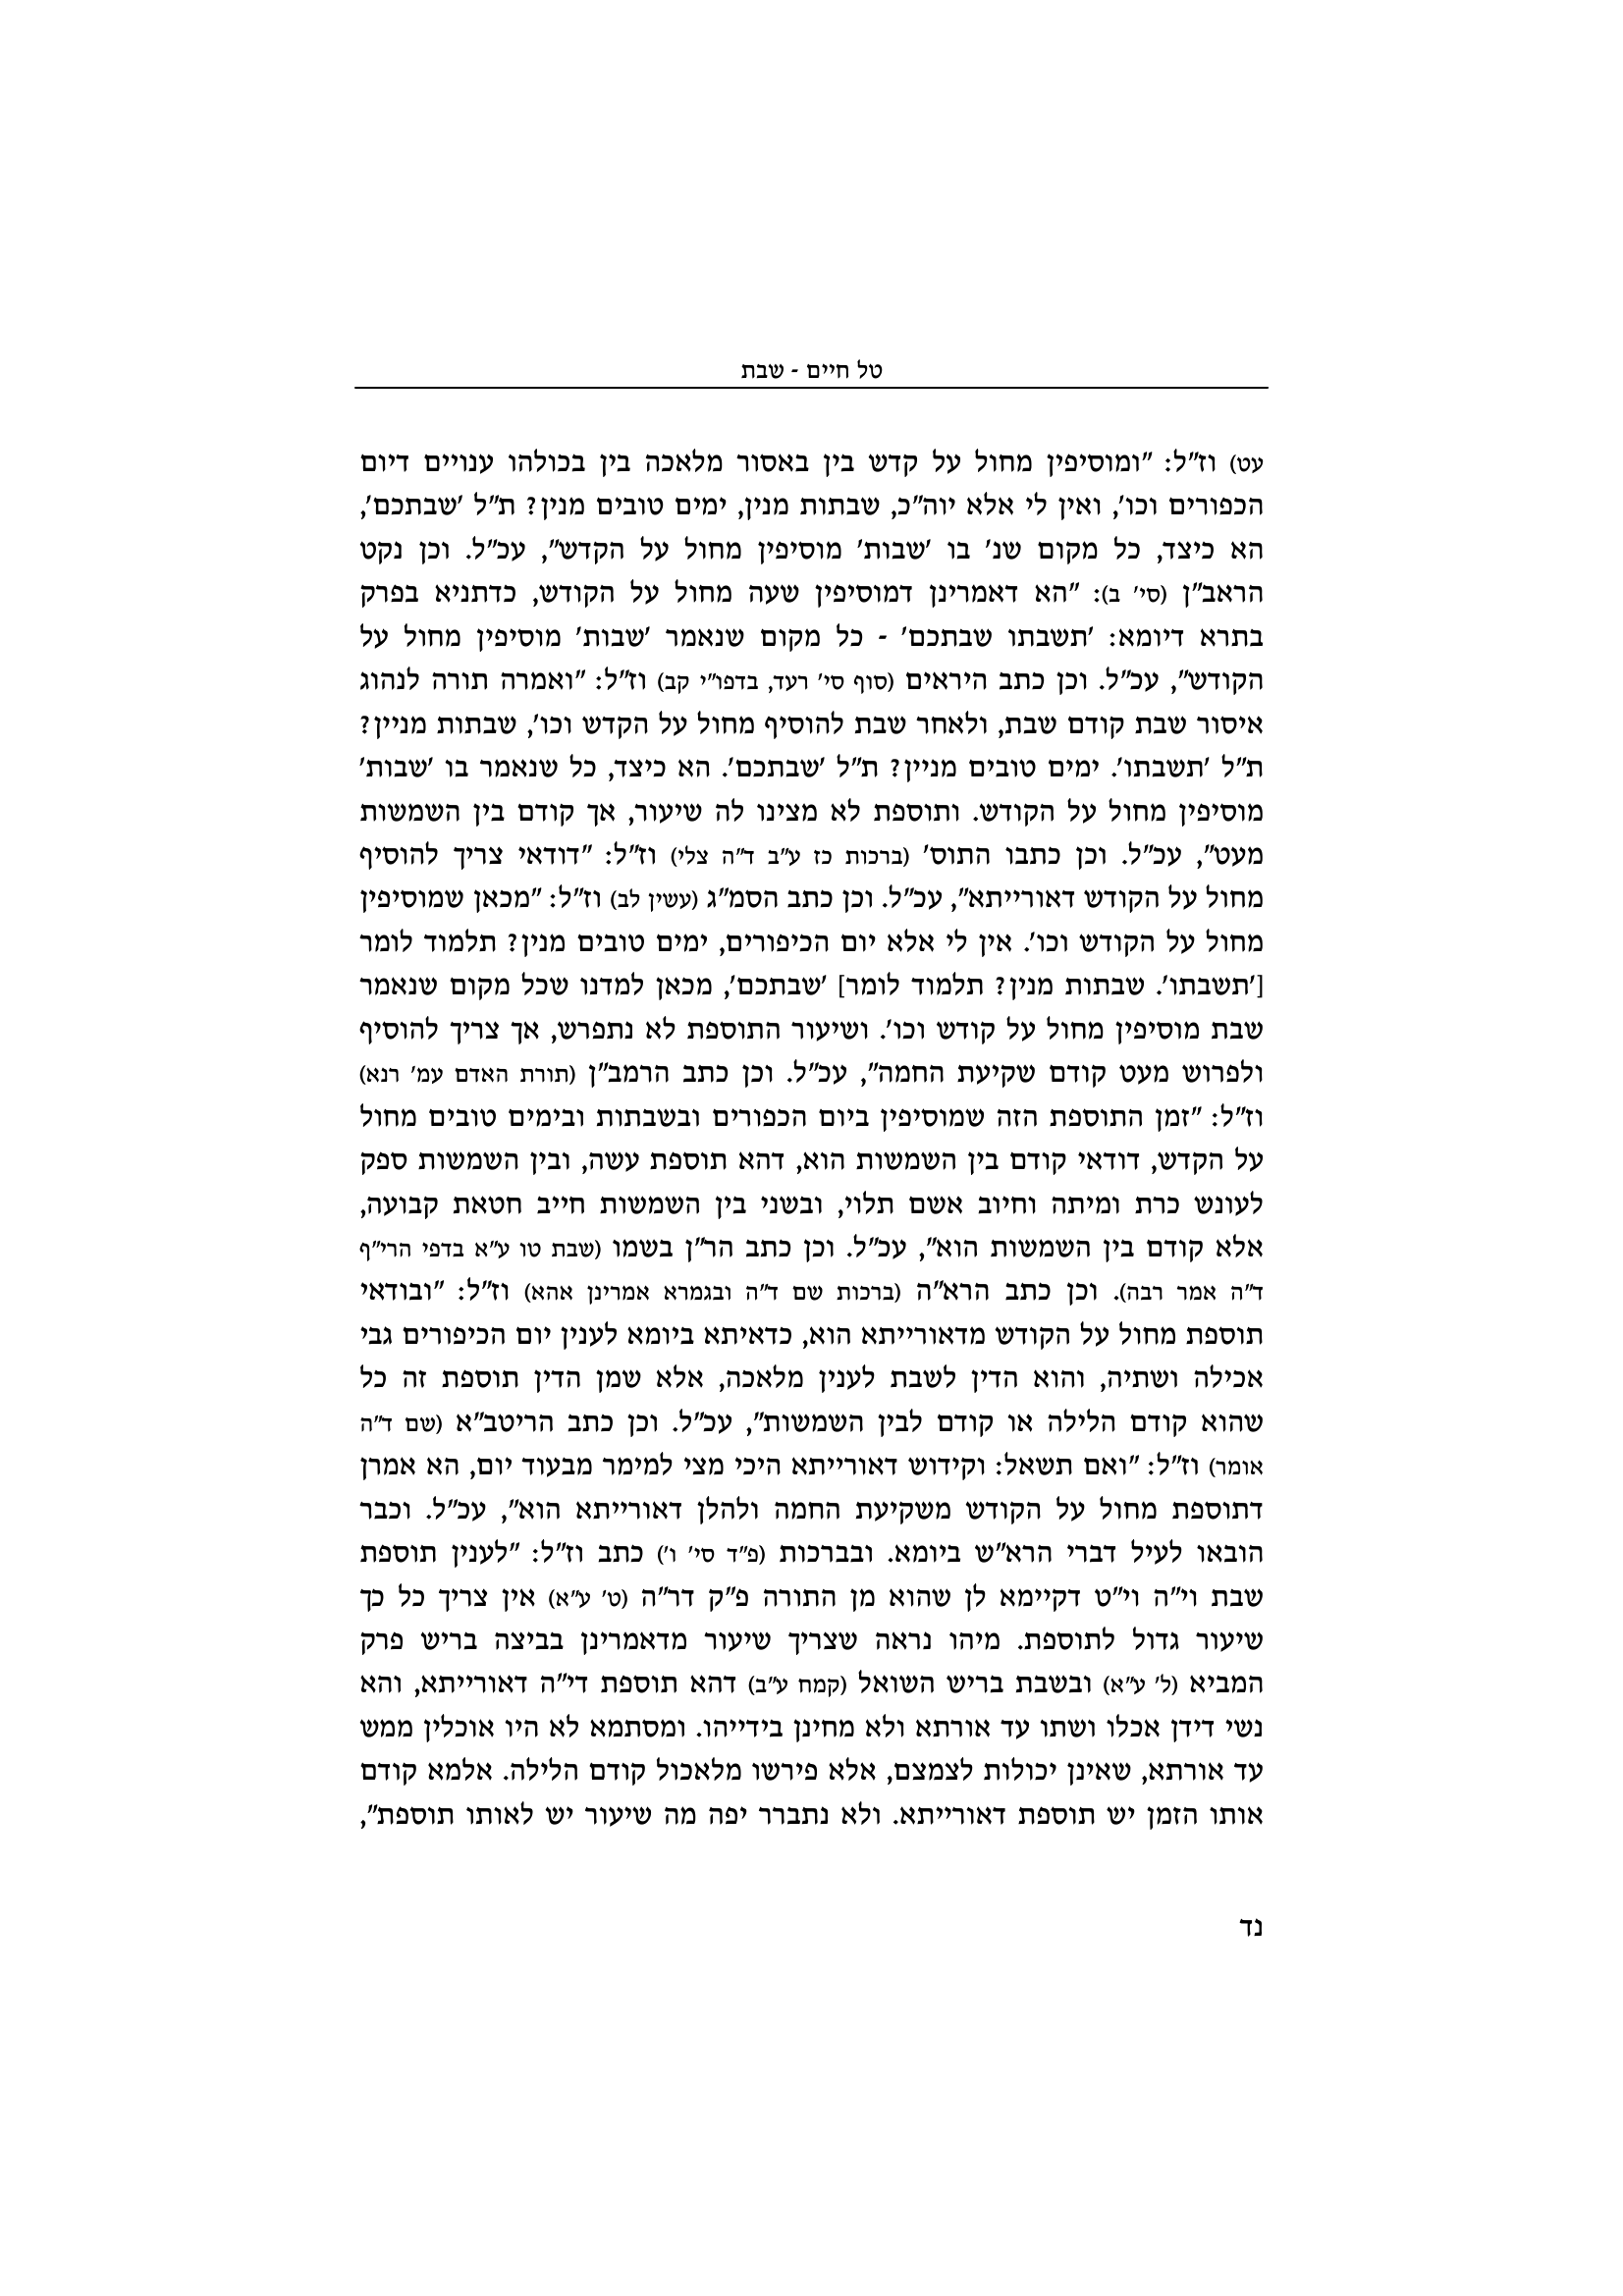 טל חיים - שבת
עט) וז"ל: "ומוסיפין מחול על קדש בין באסור מלאכה בין בכולהו ענויים דיום
הכפורים וכו', ואין לי אלא יוה"כ, שבתות מנין, ימים טובים מנין? ת"ל 'שבתכם',
הא כיצד, כל מקום שנ' בו 'שבות' מוסיפין מחול על הקדש", עכ"ל. וכן נקט
הראב"ן (סי' ב): "הא דאמרינן דמוסיפין שעה מחול על הקודש, כדתניא בפרק
בתרא דיומא: 'תשבתו שבתכם' - כל מקום שנאמר 'שבות' מוסיפין מחול על
הקודש", עכ"ל. וכן כתב היראים (סוף סי' רעד, בדפו"י קב) וז"ל: "ואמרה תורה לנהוג
איסור שבת קודם שבת, ולאחר שבת להוסיף מחול על הקדש וכו', שבתות מניין?
ת"ל 'תשבתו'. ימים טובים מניין? ת"ל 'שבתכם'. הא כיצד, כל שנאמר בו 'שבות'
מוסיפין מחול על הקודש. ותוספת לא מצינו לה שיעור, אך קודם בין השמשות
מעט", עכ"ל. וכן כתבו התוס' (ברכות כז ע"ב ד"ה צלי) וז"ל: "דודאי צריך להוסיף
מחול על הקודש דאורייתא", עכ"ל. וכן כתב הסמ"ג (עשין לב) וז"ל: "מכאן שמוסיפין
מחול על הקודש וכו'. אין לי אלא יום הכיפורים, ימים טובים מנין? תלמוד לומר
['תשבתו'. שבתות מנין? תלמוד לומר] 'שבתכם', מכאן למדנו שכל מקום שנאמר
שבת מוסיפין מחול על קודש וכו'. ושיעור התוספת לא נתפרש, אך צריך להוסיף
ולפרוש מעט קודם שקיעת החמה", עכ"ל. וכן כתב הרמב"ן (תורת האדם עמ' רנא)
וז"ל: "זמן התוספת הזה שמוסיפין ביום הכפורים ובשבתות ובימים טובים מחול
על הקדש, דודאי קודם בין השמשות הוא, דהא תוספת עשה, ובין השמשות ספק
לעונש כרת ומיתה וחיוב אשם תלוי, ובשני בין השמשות חייב חטאת קבועה,
אלא קודם בין השמשות הוא", עכ"ל. וכן כתב הר"ן בשמו (שבת טו ע"א בדפי הרי"ף
ד"ה אמר רבה). וכן כתב הרא"ה (ברכות שם ד"ה ובגמרא אמרינן אהא) וז"ל: "ובודאי
תוספת מחול על הקודש מדאורייתא הוא, כדאיתא ביומא לענין יום הכיפורים גבי
אכילה ושתיה, והוא הדין לשבת לענין מלאכה, אלא שמן הדין תוספת זה כל
שהוא קודם הלילה או קודם לבין השמשות", עכ"ל. וכן כתב הריטב"א (שם ד"ה
אומר) וז"ל: "ואם תשאל: וקידוש דאורייתא היכי מצי למימר מבעוד יום, הא אמרן
דתוספת מחול על הקודש משקיעת החמה ולהלן דאורייתא הוא", עכ"ל. וכבר
הובאו לעיל דברי הרא"ש ביומא. ובברכות (פ"ד סי' ו') כתב וז"ל: "לענין תוספת
שבת וי"ה וי"ט דקיימא לן שהוא מן התורה פ"ק דר"ה (ט' ע"א) אין צריך כל כך
שיעור גדול לתוספת. מיהו נראה שצריך שיעור מדאמרינן בביצה בריש פרק
המביא (ל' ע"א) ובשבת בריש השואל (קמח ע"ב) דהא תוספת די"ה דאורייתא, והא
נשי דידן אכלו ושתו עד אורתא ולא מחינן בידייהו. ומסתמא לא היו אוכלין ממש
עד אורתא, שאינן יכולות לצמצם, אלא פירשו מלאכול קודם הלילה. אלמא קודם
אותו הזמן יש תוספת דאורייתא. ולא נתברר יפה מה שיעור יש לאותו תוספת",
נד